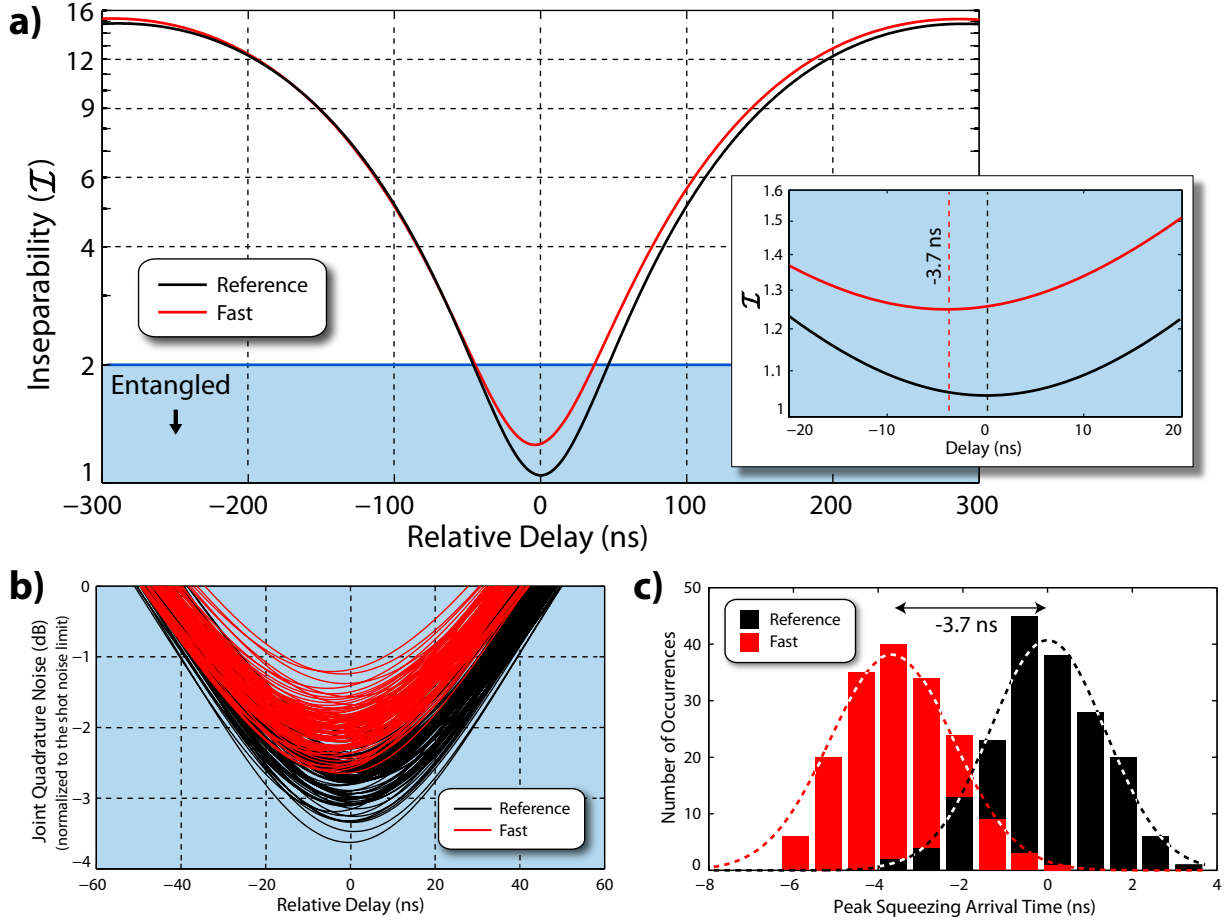 a)
16
12
9
6
4
2
1
Inseparability (𝓘)
Reference
Fast
Entangled
−300
−200
−100
0
100
200
300
Relative Delay (ns)
1.6
1.5
1.4
1.3
1.2
1.1
1
𝓘
-3.7 ns
−20
−10
0
10
20
Delay (ns)
b)
0
−1
−2
−3
−4
Joint Quadrature Noise (dB)
(normalized to the shot noise limit)
Reference
Fast
−60
−40
−20
0
20
40
60
Relative Delay (ns)
c)
50
40
30
20
10
0
Number of Occurrences
Reference
Fast
-3.7 ns
−8
−6
−4
−2
0
2
4
Peak Squeezing Arrival Time (ns)